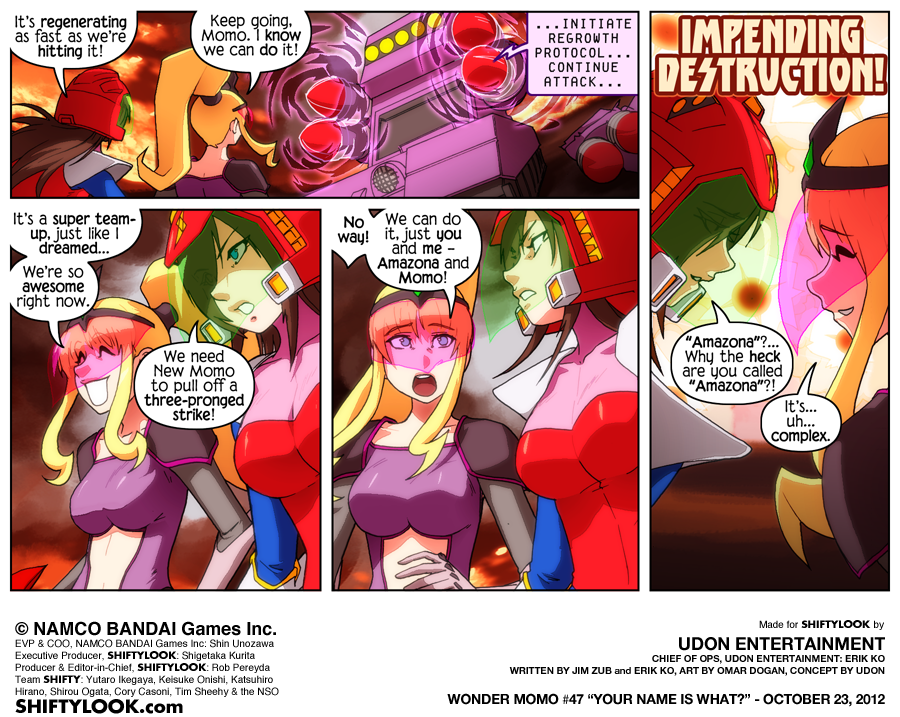 It's regenerating
as fast as we're
hitting it!
Keep going,
Momo. I know
we can do it!
...INITIATE
REGROWTH
PROTOCOL...
CONTINUE
ATTACK...
It's a super team-
up, just like I
dreamed...
We're so
awesome
right now.
We need
New Momo
to pull off a
three-pronged
strike!
No
way!
We can do
it, just you
and me –
Amazona and
Momo!
IMPENDING
DESTRUCTION!
"Amazona"?...
Why the heck
are you called
"Amazona"?!
It's...
uh...
complex.
© NAMCO BANDAI Games Inc.
EVP & COO, NAMCO BANDAI Games Inc: Shin Unozawa
Executive Producer, SHIFTYLOOK: Shigetaka Kurita
Producer & Editor-in-Chief, SHIFTYLOOK: Rob Pereyda
Team SHIFTY: Yutaro Ikegaya, Keisuke Onishi, Katsuhiro
Hirano, Shirou Ogata, Cory Casoni, Tim Sheehy & the NSO
SHIFTYLOOK.com
Made for SHIFTYLOOK by
UDON ENTERTAINMENT
CHIEF OF OPS, UDON ENTERTAINMENT: ERIK KO
WRITTEN BY JIM ZUB and ERIK KO, ART BY OMAR DOGAN, CONCEPT BY UDON
WONDER MOMO #47 "YOUR NAME IS WHAT?" - OCTOBER 23, 2012